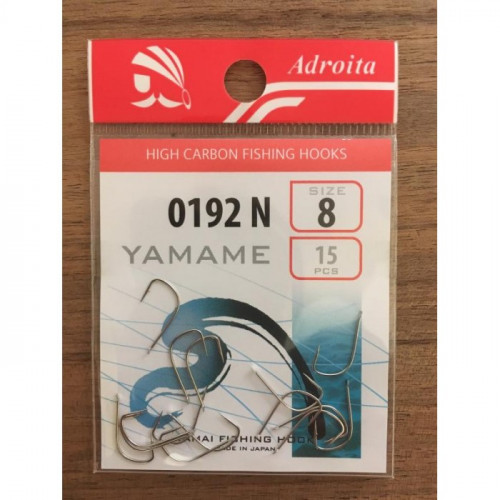 Adroita
HIGH CARBON FISHING HOOKS
0192 N
SIZE
8
YAMAME
15
PCS
FISHING HOOK
MADE IN JAPAN